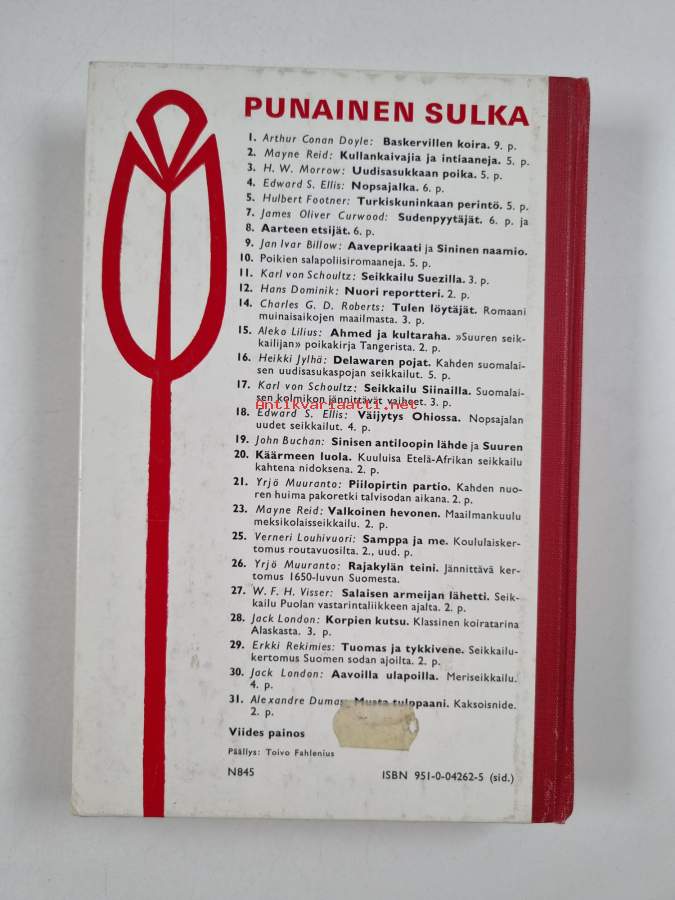 PUNAINEN SULKA
1. Arthur Conan Doyle: Baskervillen koira. 9. p.
2. Mayne Reid: Kullankaivajia ja intiaaneja. 5. p.
3. H. W. Morrow: Uudisasukkaan poika. 5. p.
4. Edward S. Ellis: Nopsajalka. 6. p.
5. Hulbert Footner: Turkiskuninkaan perintö. 5. p.
7. James Oliver Curwood: Sudenpyytäjät. 6. p. ja
8. Aarteen etsijät. 6. p.
9. Jan Ivar Billow: Aaveprikaati ja Sininen naamio.
10. Poikien salapoliisiromaaneja. 5. p.
11. Karl von Schoultz: Seikkailu Suezilla. 3. p.
12. Hans Dominik: Nuori reportteri. 2. p.
14. Charles G. D. Roberts: Tulen löytäjät. Romaani
muinaisaikojen maailmasta. 3. p.
15. Aleko Lilius: Ahmed ja kultaraha. »Suuren seik-
kailijan» poikakirja Tangerista. 2. p.
16. Heikki Jylhä: Delawaren pojat. Kahden suomalai-
sen uudisasukaspojan seikkailut. 5. p.
17. Karl von Schoultz: Seikkailu Siinailla. Suomalai-
sen kolmikon jännittävät vaiheet. 3. p.
Antikvariaatti.net
18. Edward S. Ellis: Väijytys Ohiossa. Nopsajalan
uudet seikkailut. 4. p.
19. John Buchan: Sinisen antiloopin lähde ja Suuren
20. Käärmeen luola. Kuuluisa Etelä-Afrikan seikkailu
kahtena nidoksena. 2. p.
21. Yrjö Muuranto: Piilopirtin partio. Kahden nuo-
ren huima pakoretki talvisodan aikana. 2. p.
23. Mayne Reid: Valkoinen hevonen. Maailmankuulu
meksikolaisseikkailu. 2. p.
25. Verneri Louhivuori: Samppa ja me. Koululaisker-
tomus routavuosilta. 2., uud. p.
26. Yrjö Muuranto: Rajakylän teini. Jännittävä ker-
tomus 1650-luvun Suomesta.
27. W. F. H. Visser: Salaisen armeijan lähetti. Seik-
kailu Puolan vastarintaliikkeen ajalta. 2. p.
28. Jack London: Korpien kutsu. Klassinen koiratarina
Alaskasta. 3. p.
29. Erkki Rekimies: Tuomas ja tykkivene. Seikkailu-
kertomus Suomen sodan ajoilta. 2. p.
30. Jack London: Aavoilla ulapoilla. Meriseikkailu.
4. p.
31. Alexandre Dumas: Musta tulppaani. Kaksoisnide.
2. p.
Viides painos
Päällys: Toivo Fahlenius
N845 ISBN 951-0-04262-5 (sid.)